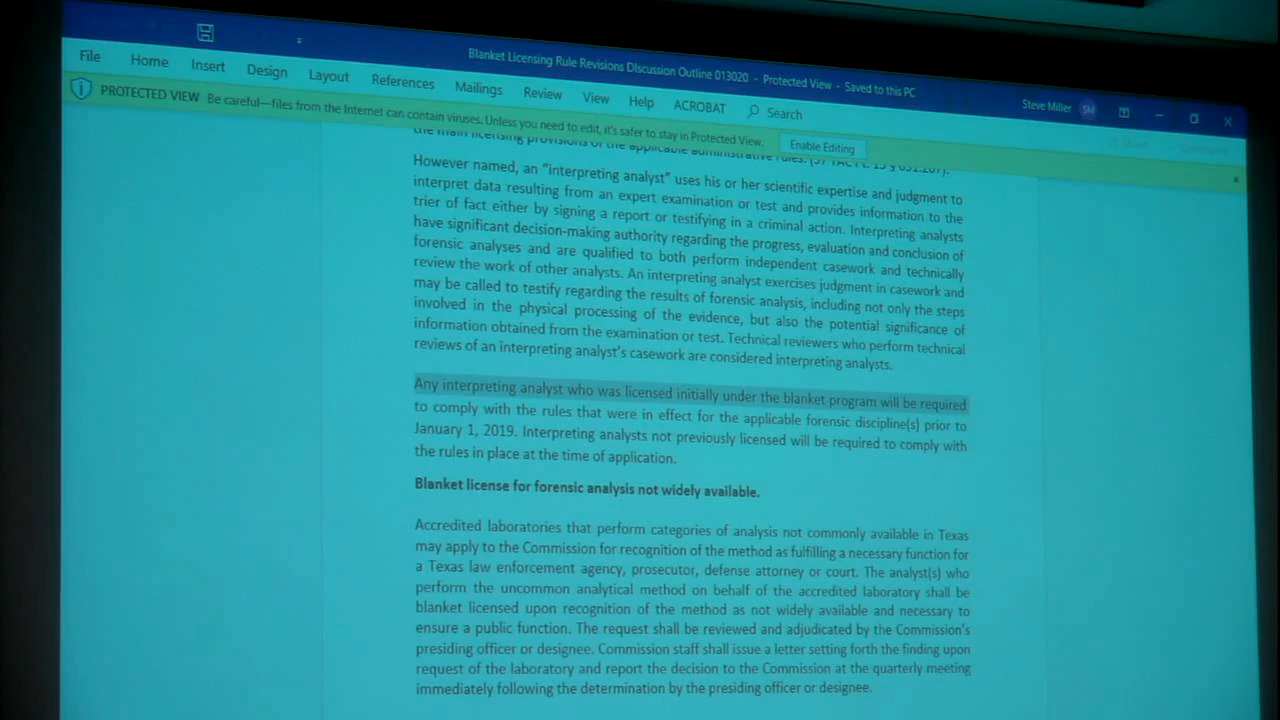 Blanket Licensing Rule Revisions DIscussion Outline 013020 - Protected View - Saved to this PC
Steve Miller SM
File Home Insert Design Layout References Mailings Review View Help ACROBAT Search
PROTECTED VIEW Be careful—files from the Internet can contain viruses. Unless you need to edit, it's safer to stay in Protected View. Enable Editing
the main licensing provisions of the applicable administrative rules.
However named, an "interpreting analyst" uses his or her scientific expertise and judgment to
interpret data resulting from an expert examination or test and provides information to the
trier of fact either by signing a report or testifying in a criminal action. Interpreting analysts
have significant decision-making authority regarding the progress, evaluation and conclusion of
forensic analyses and are qualified to both perform independent casework and technically
review the work of other analysts. An interpreting analyst exercises judgment in casework and
may be called to testify regarding the results of forensic analysis, including not only the steps
involved in the physical processing of the evidence, but also the potential significance of
information obtained from the examination or test. Technical reviewers who perform technical
reviews of an interpreting analyst's casework are considered interpreting analysts.
Any interpreting analyst who was licensed initially under the blanket program will be required
to comply with the rules that were in effect for the applicable forensic discipline(s) prior to
January 1, 2019. Interpreting analysts not previously licensed will be required to comply with
the rules in place at the time of application.
Blanket license for forensic analysis not widely available.
Accredited laboratories that perform categories of analysis not commonly available in Texas
may apply to the Commission for recognition of the method as fulfilling a necessary function for
a Texas law enforcement agency, prosecutor, defense attorney or court. The analyst(s) who
perform the uncommon analytical method on behalf of the accredited laboratory shall be
blanket licensed upon recognition of the method as not widely available and necessary to
ensure a public function. The request shall be reviewed and adjudicated by the Commission's
presiding officer or designee. Commission staff shall issue a letter setting forth the finding upon
request of the laboratory and report the decision to the Commission at the quarterly meeting
immediately following the determination by the presiding officer or designee.